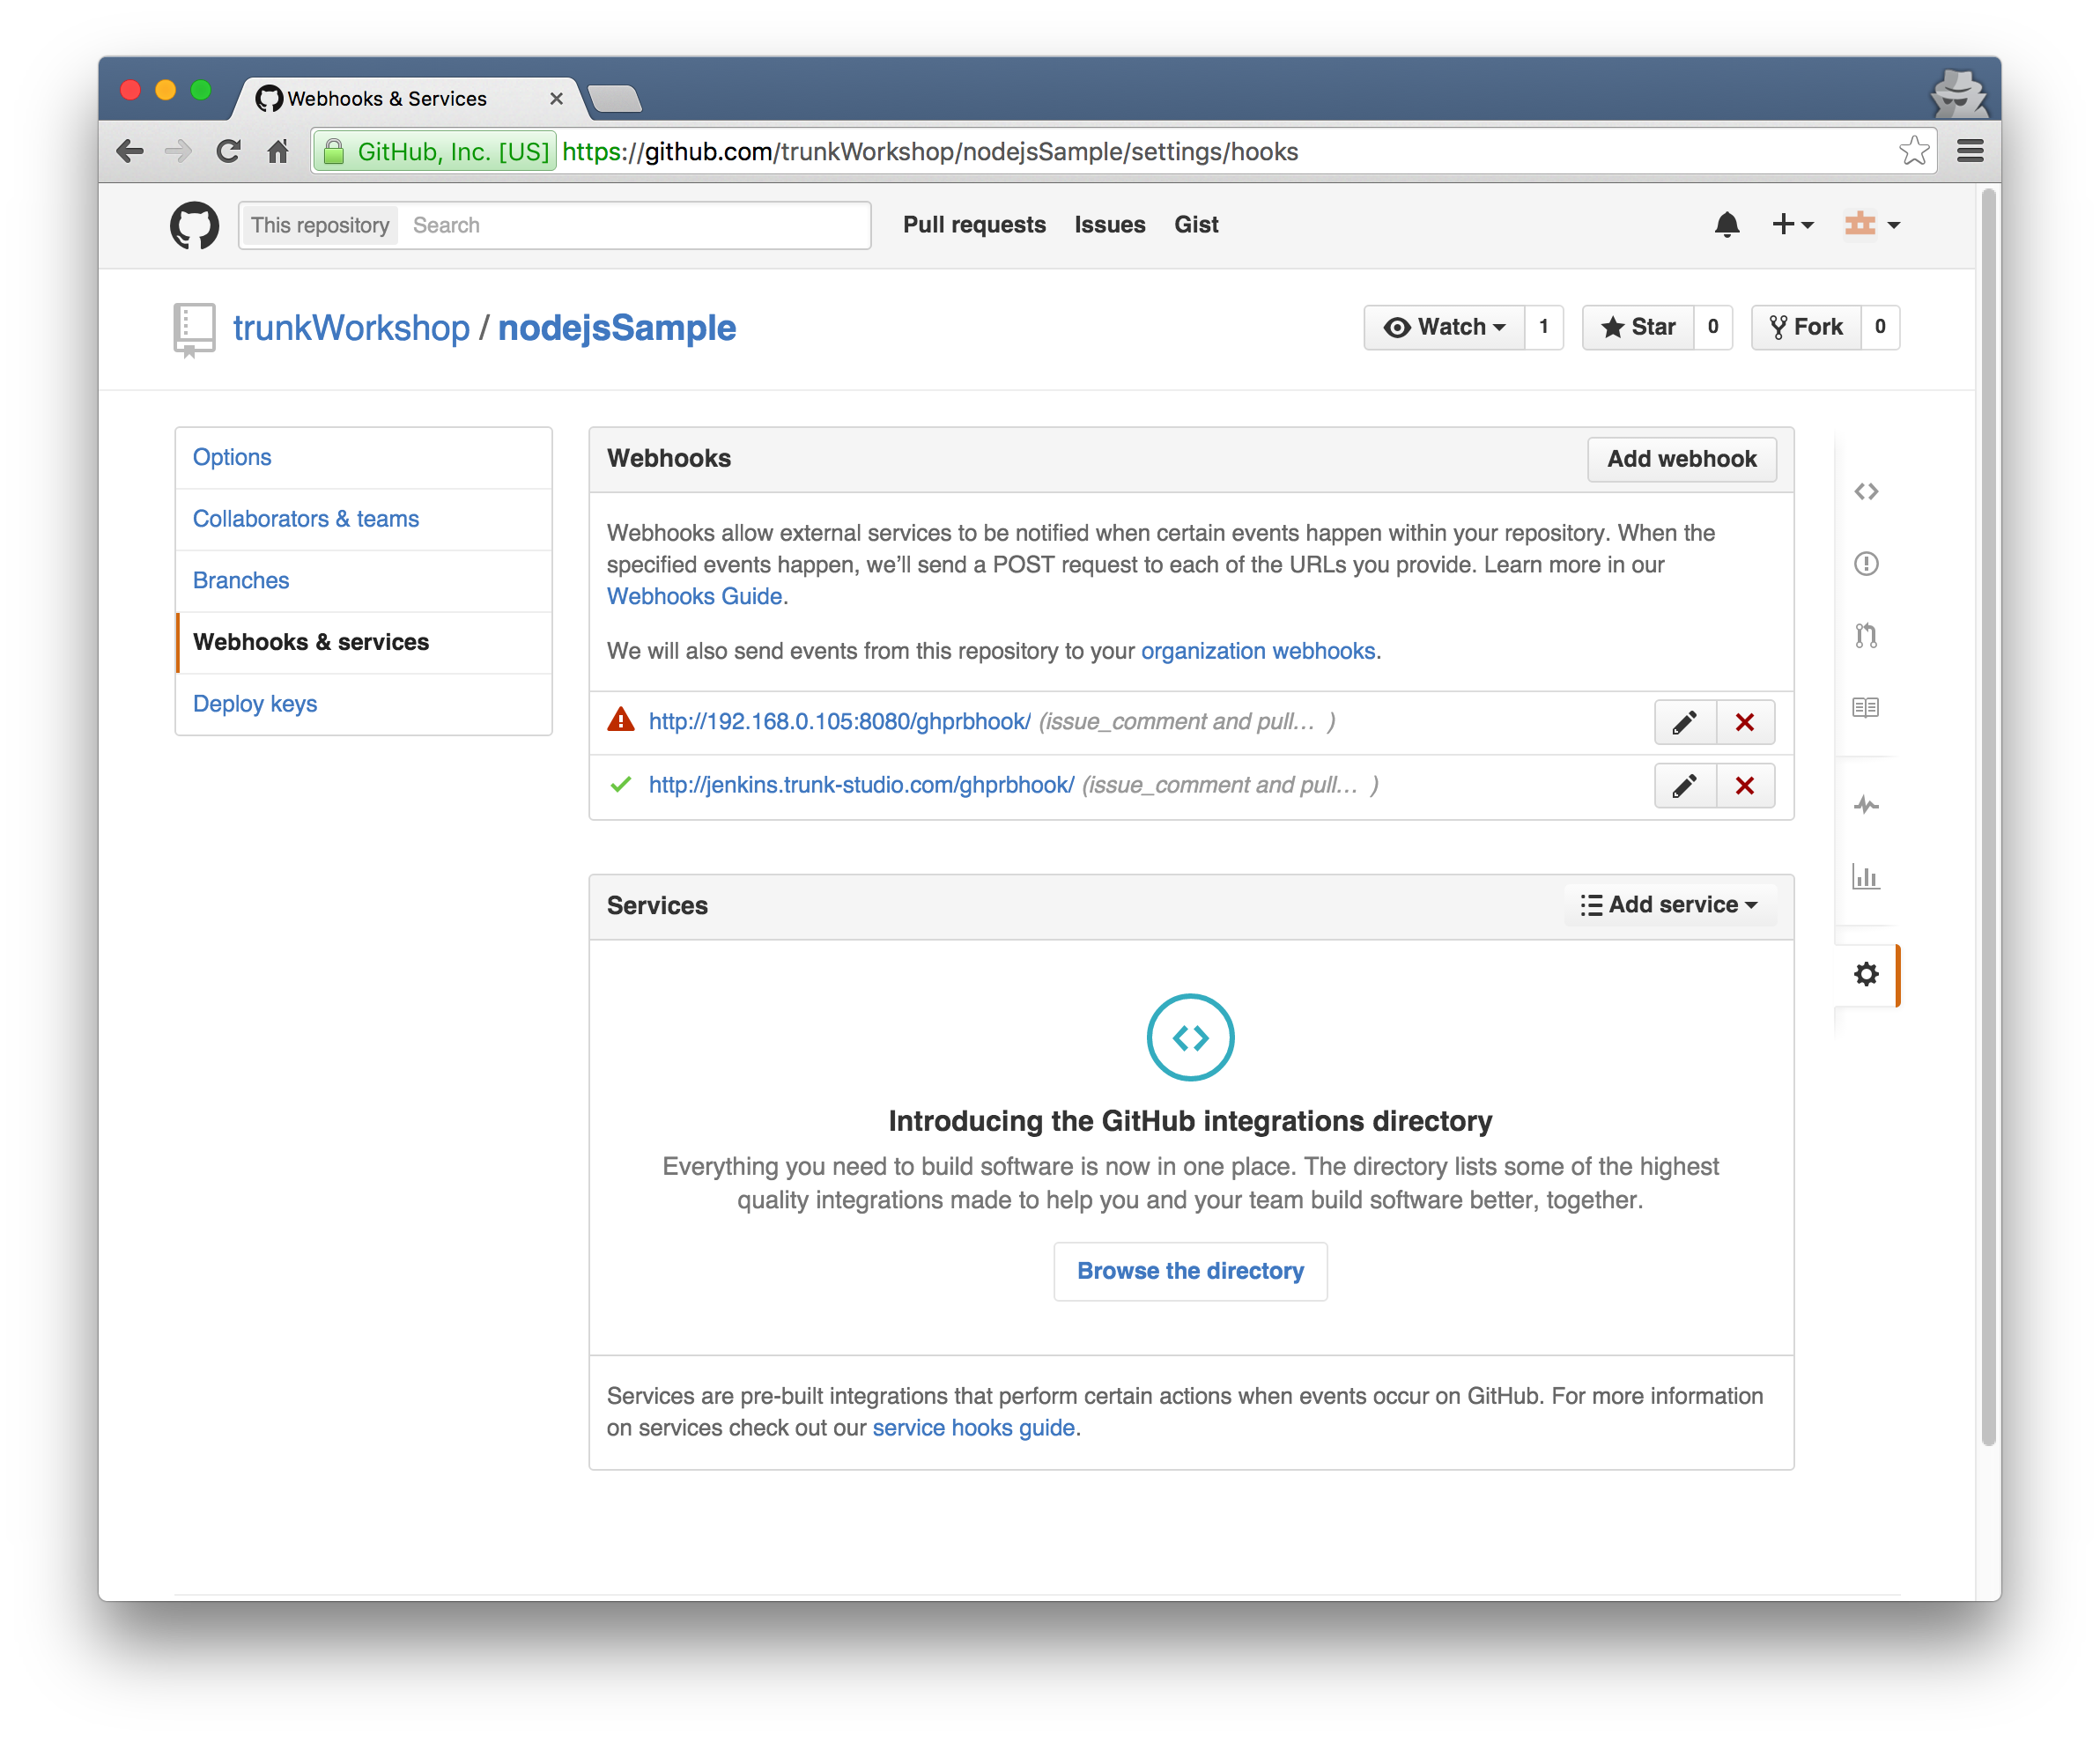 Webhooks & Services
GitHub, Inc. [US] https://github.com/trunkWorkshop/nodejsSample/settings/hooks
This repository Search Pull requests Issues Gist
trunkWorkshop / nodejsSample Watch 1 Star 0 Fork 0
Options
Collaborators & teams
Branches
Webhooks & services
Deploy keys
Webhooks Add webhook
Webhooks allow external services to be notified when certain events happen within your repository. When the
specified events happen, we’ll send a POST request to each of the URLs you provide. Learn more in our
Webhooks Guide.
We will also send events from this repository to your organization webhooks.
http://192.168.0.105:8080/ghprbhook/ (issue_comment and pull… )
http://jenkins.trunk-studio.com/ghprbhook/ (issue_comment and pull… )
Services Add service
Introducing the GitHub integrations directory
Everything you need to build software is now in one place. The directory lists some of the highest
quality integrations made to help you and your team build software better, together.
Browse the directory
Services are pre-built integrations that perform certain actions when events occur on GitHub. For more information
on services check out our service hooks guide.